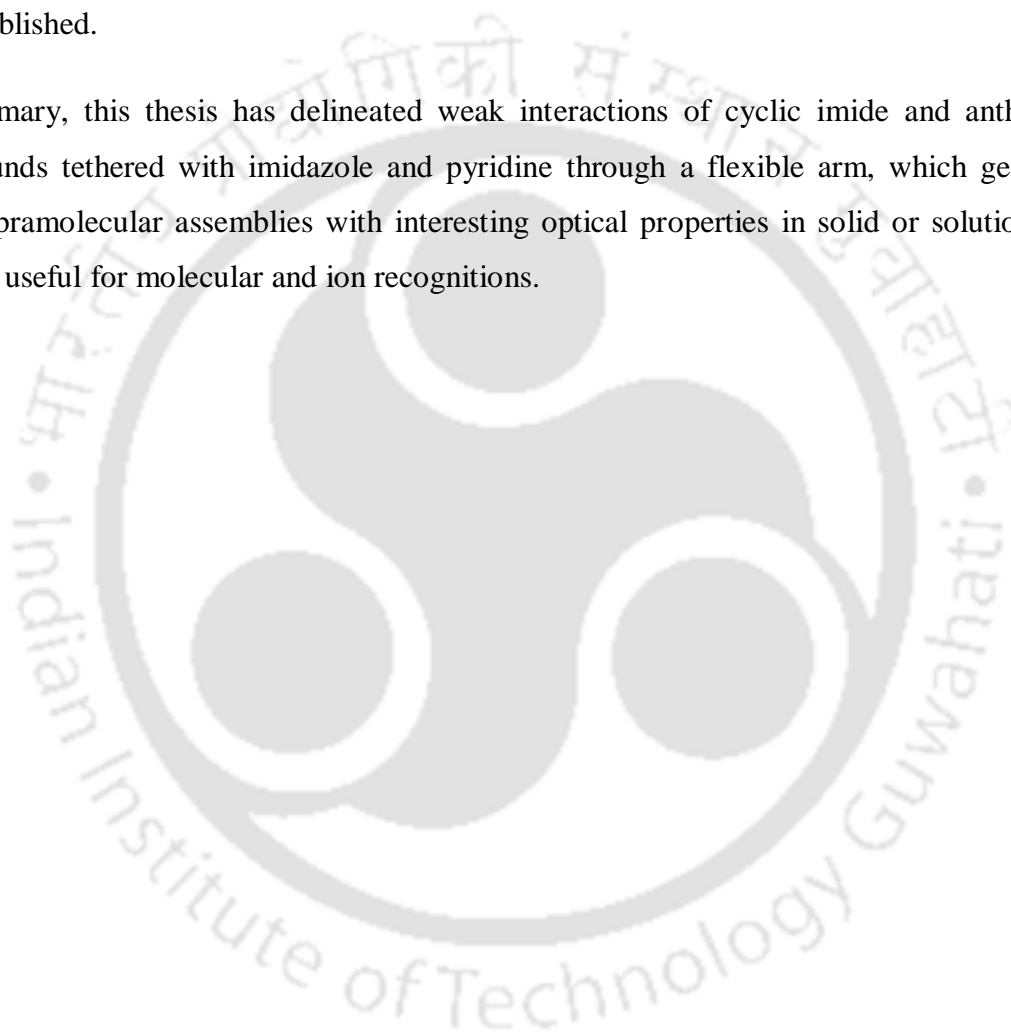 blished.
mary, this thesis has delineated weak interactions of cyclic imide and anth
unds tethered with imidazole and pyridine through a flexible arm, which ge
pramolecular assemblies with interesting optical properties in solid or solutio
useful for molecular and ion recognitions.
भारतीय प्रौद्योगिकी संस्थान गुवाहाटी
• Indian Institute of Technology Guwahati •